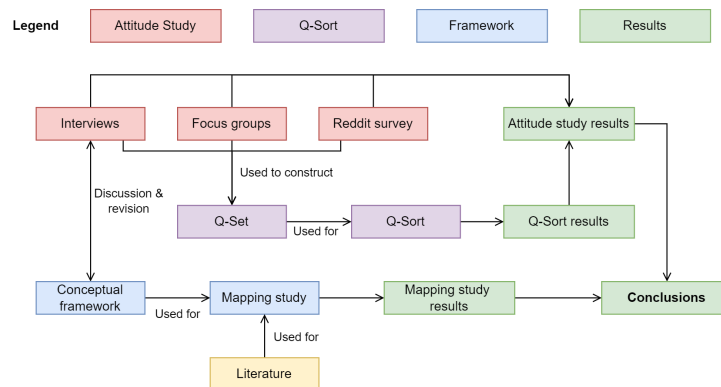 Legend
Attitude Study
Q-Sort
Framework
Results
Interviews
Focus groups
Reddit survey
Attitude study results
Discussion &
revision
Used to construct
Q-Set
Used for
Q-Sort
Q-Sort results
Conceptual
framework
Used for
Mapping study
Mapping study
results
Conclusions
Used for
Literature